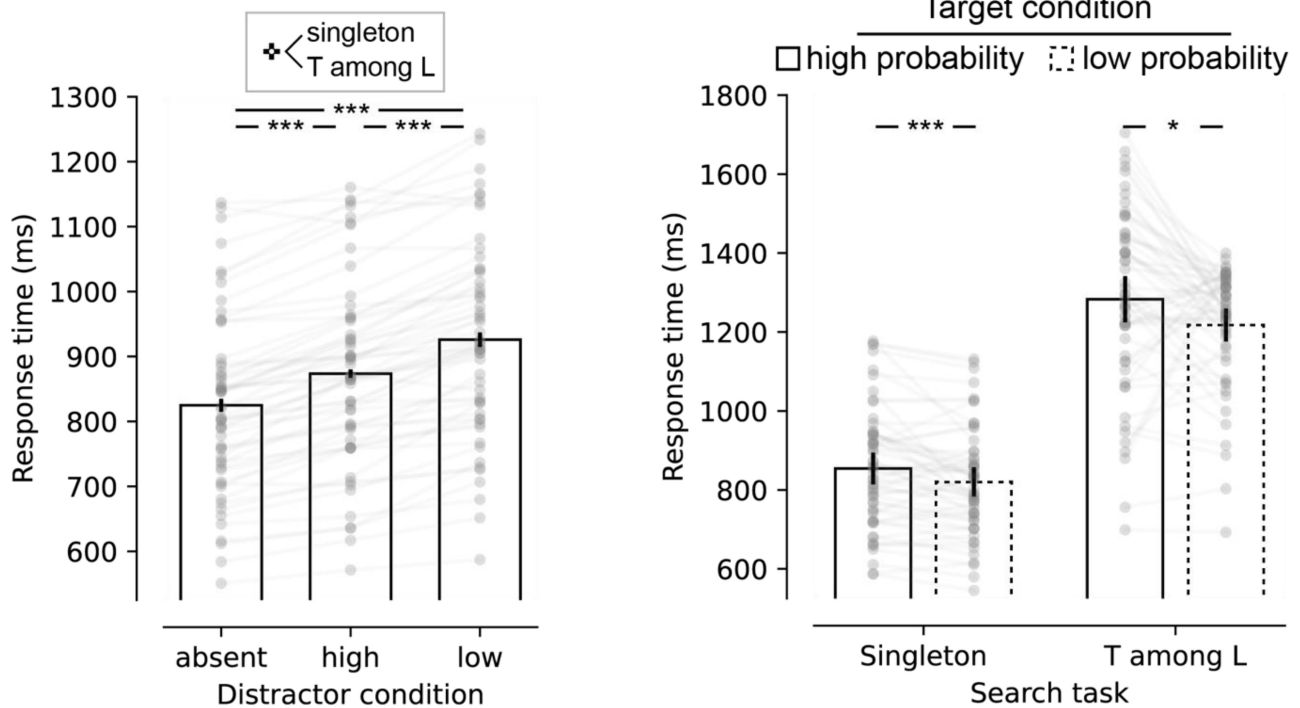 singleton
T among L
1300
1200
1100
1000
900
800
700
600
Response time (ms)
***
*** ***
absent high low
Distractor condition
Target condition
high probability low probability
1800
1600
1400
1200
1000
800
600
Response time (ms)
*** *
Singleton T among L
Search task